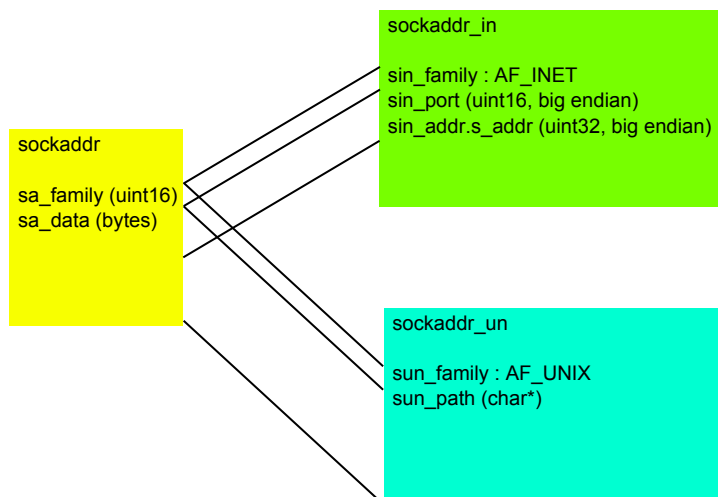 sockaddr_in
sin_family : AF_INET
sin_port (uint16, big endian)
sin_addr.s_addr (uint32, big endian)
sockaddr
sa_family (uint16)
sa_data (bytes)
sockaddr_un
sun_family : AF_UNIX
sun_path (char*)